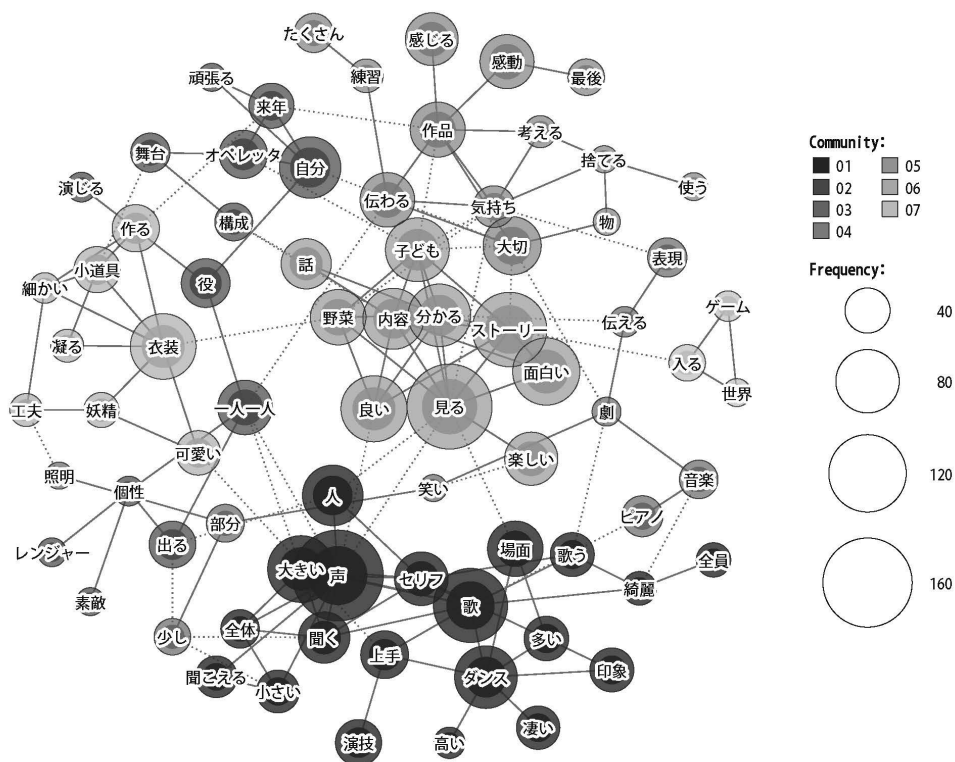 たくさん
感じる
感動
最後
頑張る
練習
来年
作品
考える
舞台
オペレッタ
自分
捨てる
使う
演じる
伝わる
気持ち
物
作る
構成
子ども
大切
表現
話
小道具
細かい
役
野菜
内容
分かる
ストーリー
伝える
ゲーム
凝る
衣装
入る
世界
面白い
工夫
妖精
一人一人
良い
見る
劇
可愛い
楽しい
照明
個性
笑い
音楽
人
部分
ピアノ
レンジャー
出る
大きい
声
セリフ
場面
歌う
全員
綺麗
素敵
歌
少し
全体
聞く
上手
多い
聞こえる
小さい
ダンス
印象
演技
高い
凄い
Community:
01
02
03
04
05
06
07
Frequency:
40
80
120
160